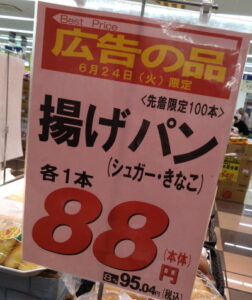 Best Price
広告の品
6月24日（火）限定
＜先着限定100本＞
揚げパン
（シュガー・きなこ）
各1本
88円（本体）
95.04円（税込）